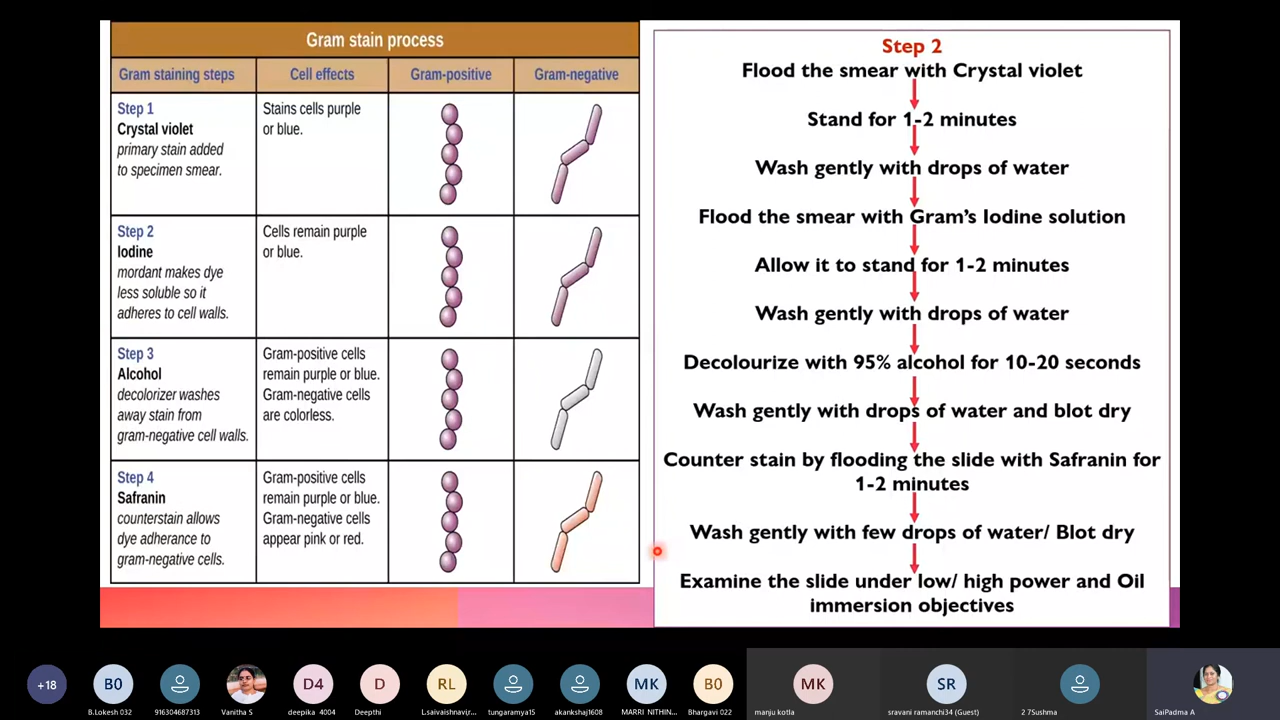 Gram stain process
Gram staining steps
Cell effects
Gram-positive
Gram-negative
Step 1
Crystal violet
primary stain added
to specimen smear.
Stains cells purple
or blue.
Step 2
Iodine
mordant makes dye
less soluble so it
adheres to cell walls.
Cells remain purple
or blue.
Step 3
Alcohol
decolorizer washes
away stain from
gram-negative cell walls.
Gram-positive cells
remain purple or blue.
Gram-negative cells
are colorless.
Step 4
Safranin
counterstain allows
dye adherance to
gram-negative cells.
Gram-positive cells
remain purple or blue.
Gram-negative cells
appear pink or red.
Step 2
Flood the smear with Crystal violet
Stand for 1-2 minutes
Wash gently with drops of water
Flood the smear with Gram's Iodine solution
Allow it to stand for 1-2 minutes
Wash gently with drops of water
Decolourize with 95% alcohol for 10-20 seconds
Wash gently with drops of water and blot dry
Counter stain by flooding the slide with Safranin for
1-2 minutes
Wash gently with few drops of water/ Blot dry
Examine the slide under low/ high power and Oil
immersion objectives
+18
B0
D4
D
RL
MK
B0
MK
SR
B.Lokesh 032
916304687313
Vanitha S
deepika 4004
Deepthi
L.saivaishnavi,r...
tungaramya15
akankshaj1608
MARRI NITHIN...
Bhargavi 022
manju kotla
sravani ramanchi34 (Guest)
2 7Sushma
SaiPadma A